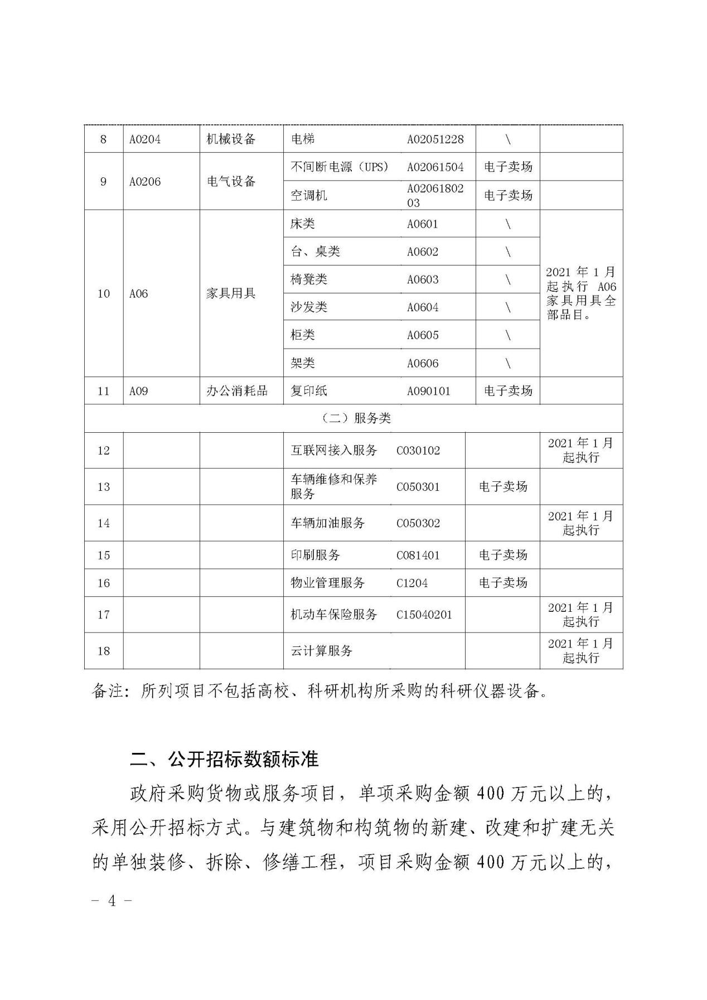 8 A0204 机械设备 电梯 A02051228 \
9 A0206 电气设备 不间断电源（UPS） A02061504 电子卖场
空调机 A0206180203 电子卖场
10 A06 家具用具 床类 A0601 \
台、桌类 A0602 \
椅凳类 A0603 \
沙发类 A0604 \
柜类 A0605 \
架类 A0606 \
2021 年 1 月
起执行 A06
家具用具全
部品目。
11 A09 办公消耗品 复印纸 A090101 电子卖场
（二）服务类
12 互联网接入服务 C030102 2021 年 1 月起执行
13 车辆维修和保养服务 C050301 电子卖场
14 车辆加油服务 C050302 2021 年 1 月起执行
15 印刷服务 C081401 电子卖场
16 物业管理服务 C1204 电子卖场
17 机动车保险服务 C15040201 2021 年 1 月起执行
18 云计算服务 2021 年 1 月起执行
备注：所列项目不包括高校、科研机构所采购的科研仪器设备。
二、公开招标数额标准
政府采购货物或服务项目，单项采购金额 400 万元以上的，
采用公开招标方式。与建筑物和构筑物的新建、改建和扩建无关
的单独装修、拆除、修缮工程，项目采购金额 400 万元以上的，
－ 4 －